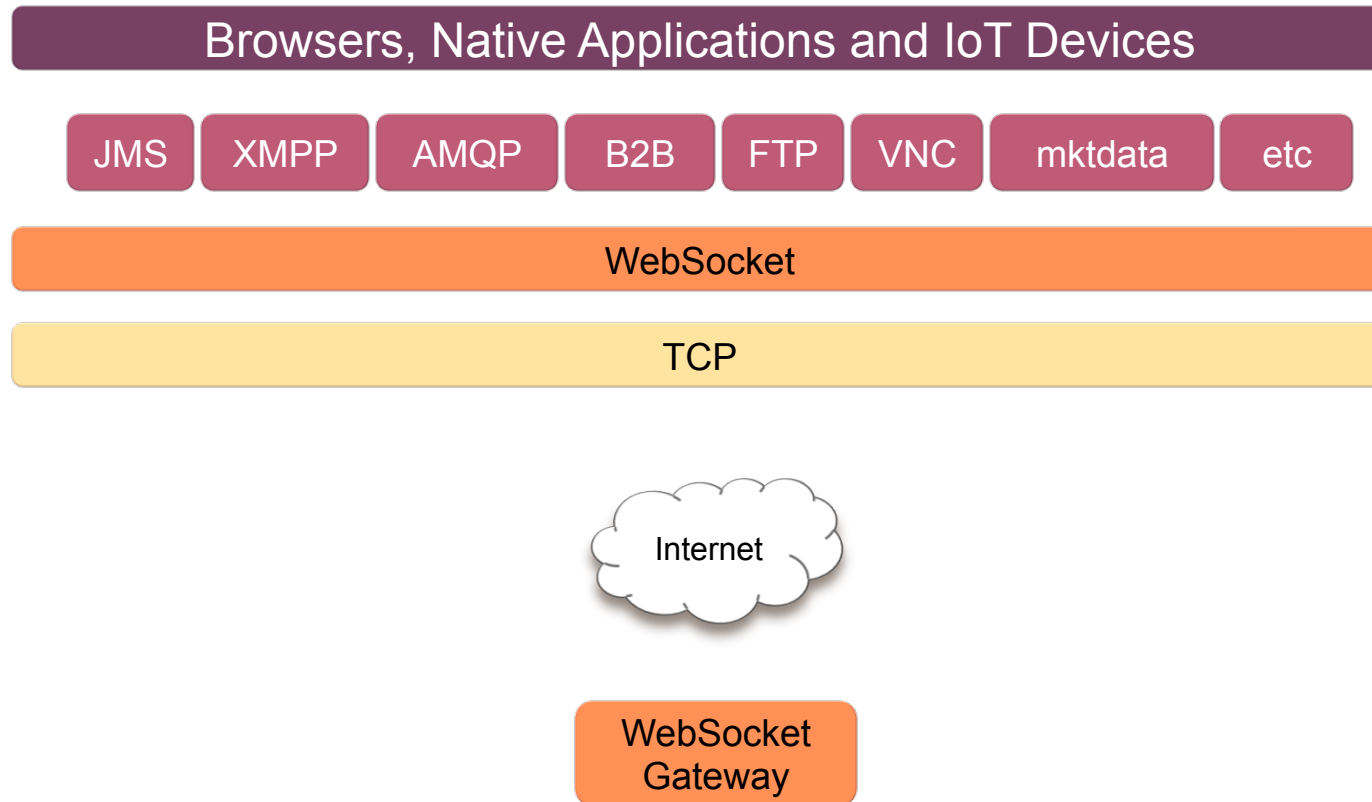 Browsers, Native Applications and IoT Devices
JMS XMPP AMQP B2B FTP VNC mktdata etc
WebSocket
TCP
Internet
WebSocket
Gateway